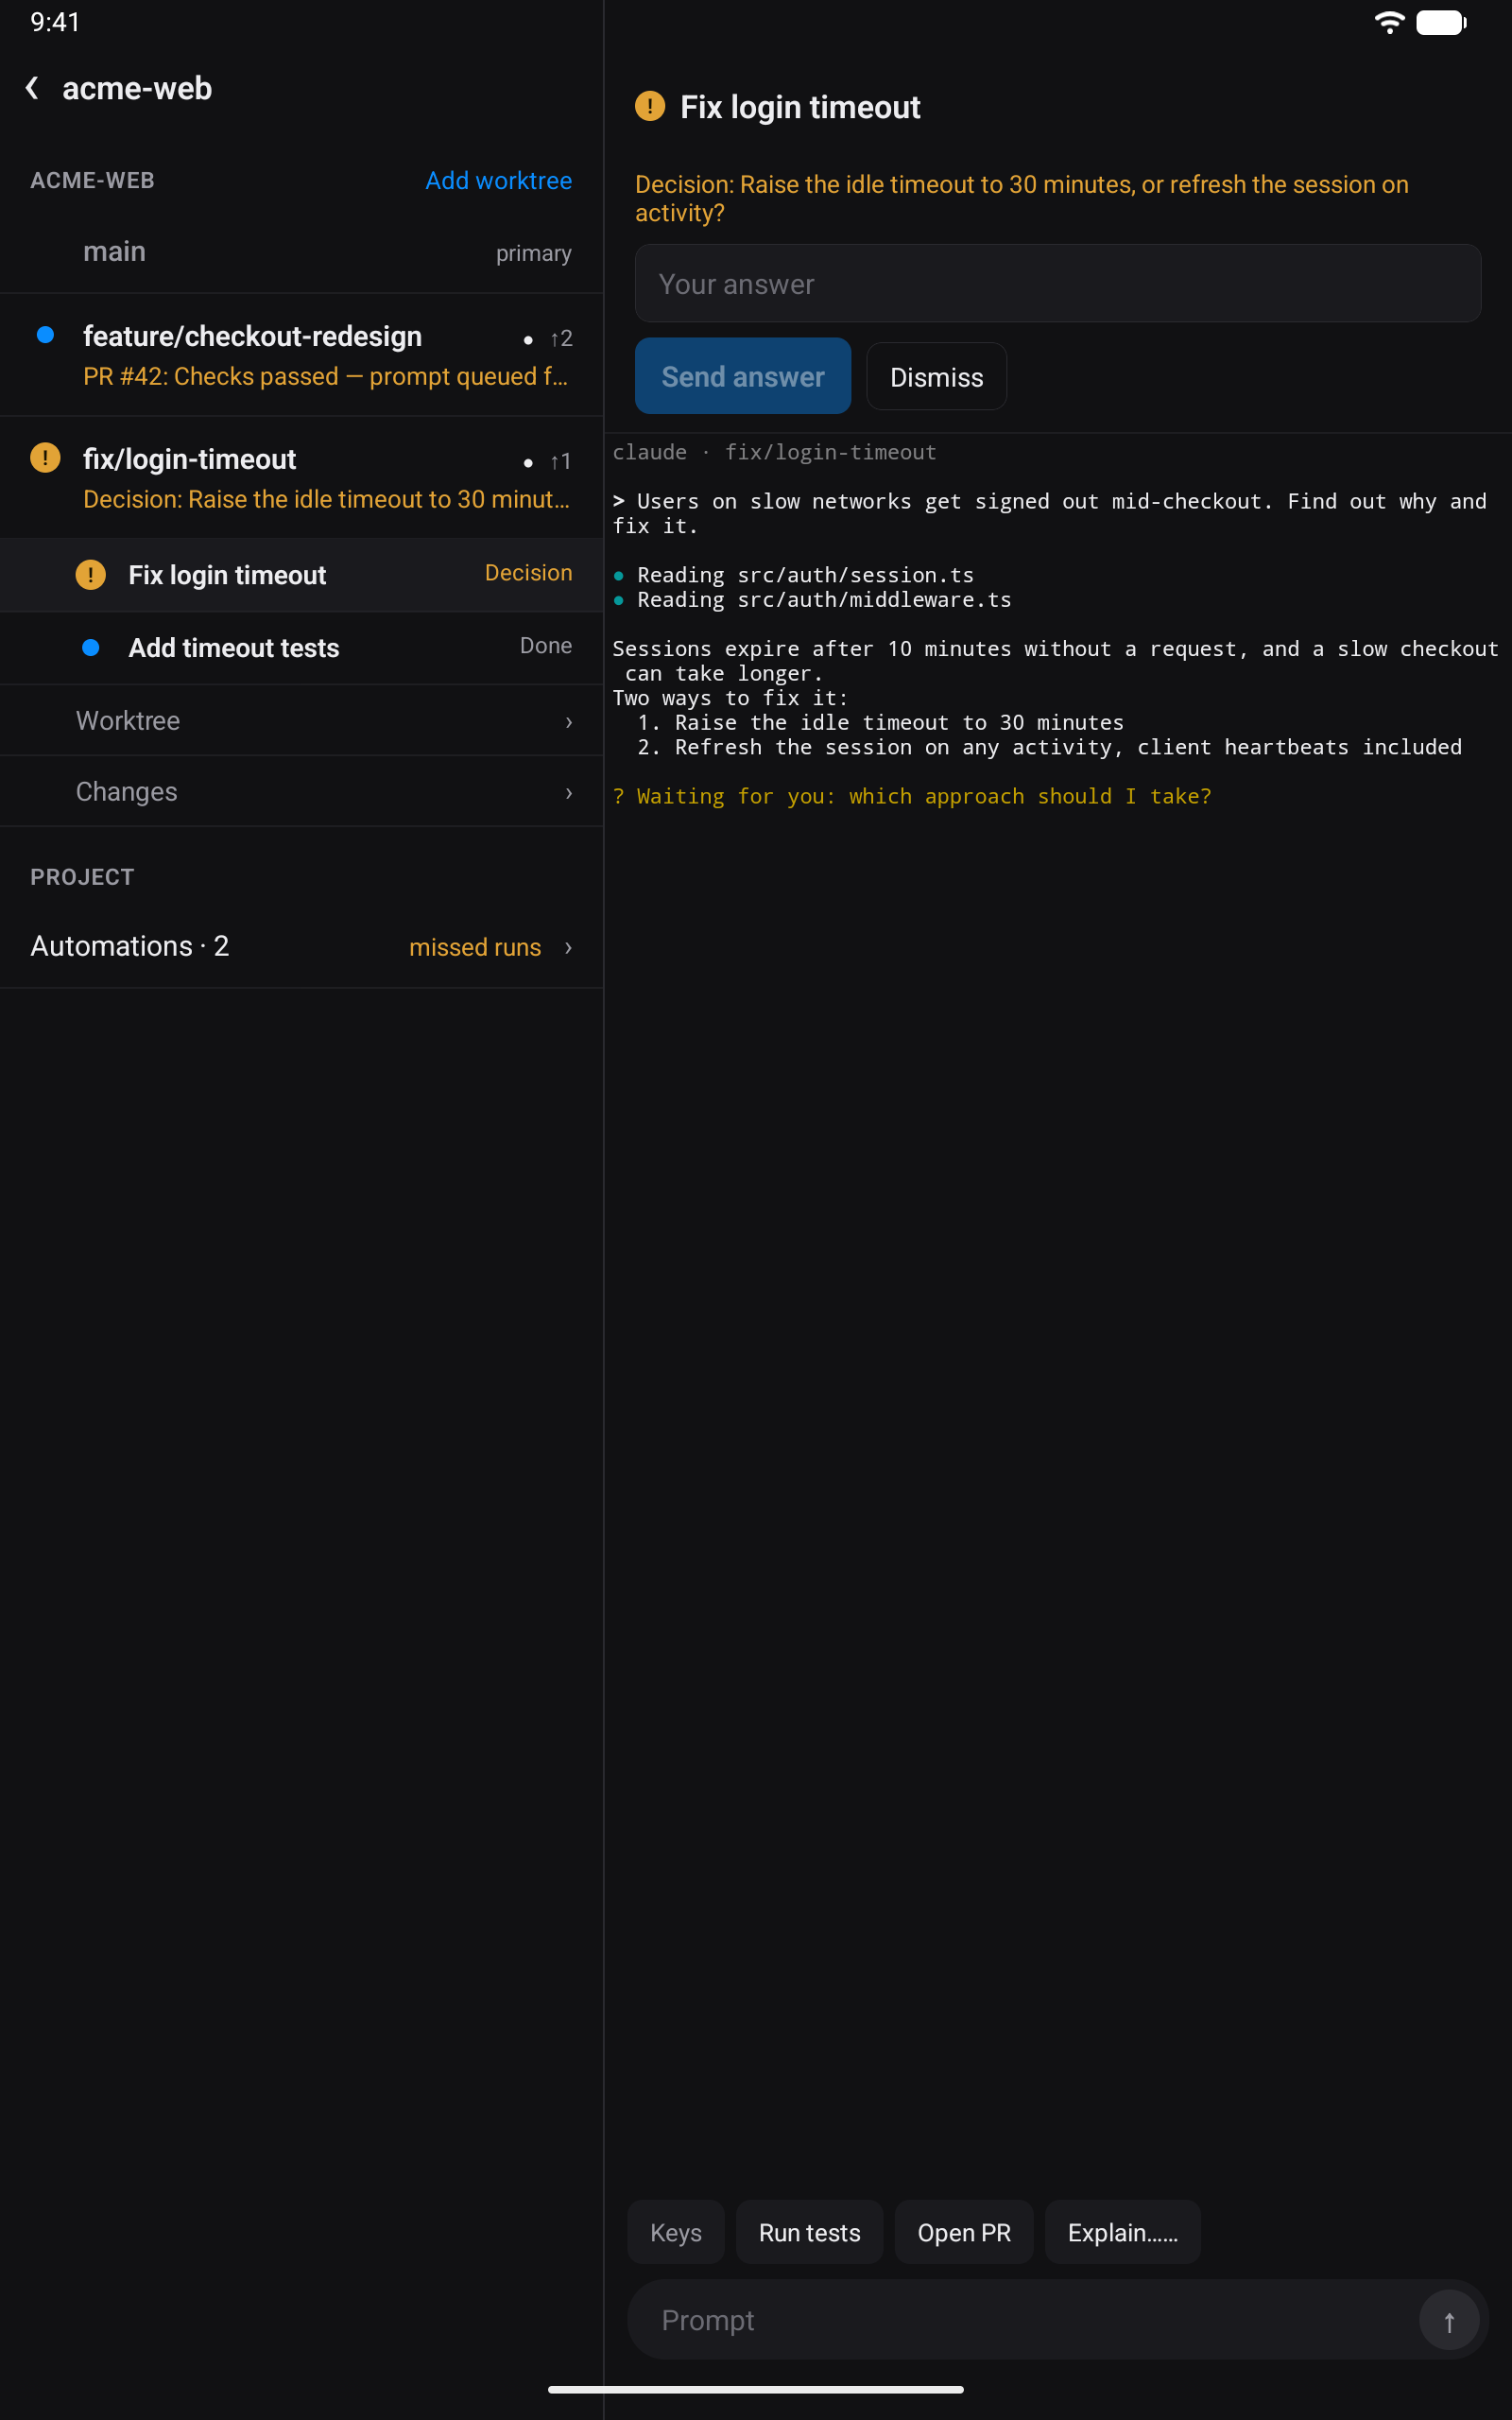 9:41
acme-web
ACME-WEB
Add worktree
main
primary
feature/checkout-redesign
● ↑2
PR #42: Checks passed — prompt queued f…
! fix/login-timeout
● ↑1
Decision: Raise the idle timeout to 30 minut…
! Fix login timeout
Decision
Add timeout tests
Done
Worktree ›
Changes ›
PROJECT
Automations · 2
missed runs ›
! Fix login timeout
Decision: Raise the idle timeout to 30 minutes, or refresh the session on
activity?
Your answer
Send answer
Dismiss
claude · fix/login-timeout
> Users on slow networks get signed out mid-checkout. Find out why and
fix it.
● Reading src/auth/session.ts
● Reading src/auth/middleware.ts
Sessions expire after 10 minutes without a request, and a slow checkout
can take longer.
Two ways to fix it:
1. Raise the idle timeout to 30 minutes
2. Refresh the session on any activity, client heartbeats included
? Waiting for you: which approach should I take?
Keys
Run tests
Open PR
Explain……
Prompt
↑